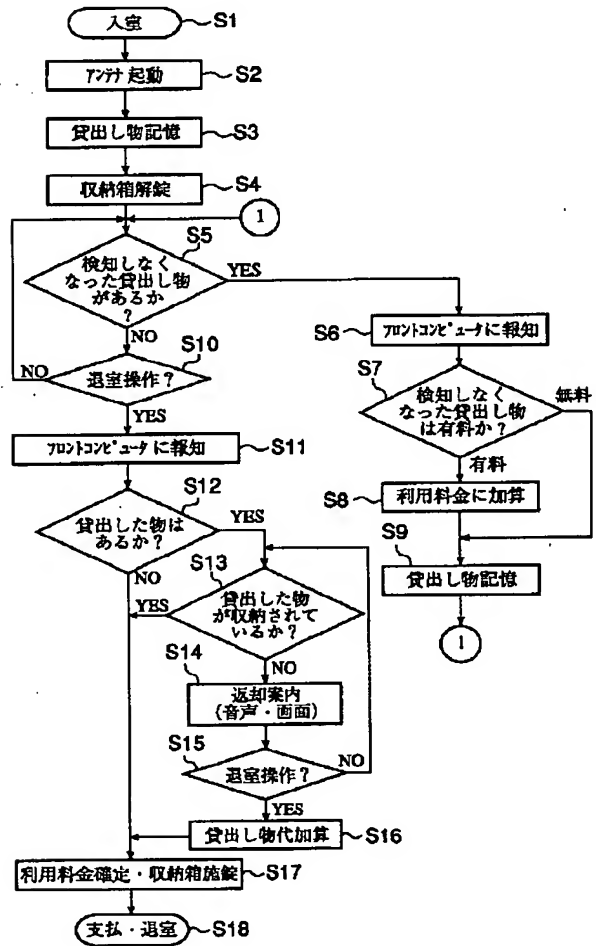 入室
S1
アンテナ起動
S2
貸出し物記憶
S3
収納箱解錠
S4
1
S5
検知しなく
なった貸出し物
があるか
?
YES
NO
S10
退室操作?
NO
YES
フロントコンピュータに報知
S11
S12
貸出した物は
あるか?
YES
NO
S13
貸出した物
が収納されて
いるか?
YES
NO
S14
返却案内
(音声・画面)
S15
退室操作?
NO
YES
貸出し物代加算
S16
利用料金確定・収納箱施錠
S17
支払・退室
S18
S6
フロントコンピュータに報知
S7
検知しなく
なった貸出し物
は有料か?
無料
有料
S8
利用料金に加算
S9
貸出し物記憶
1